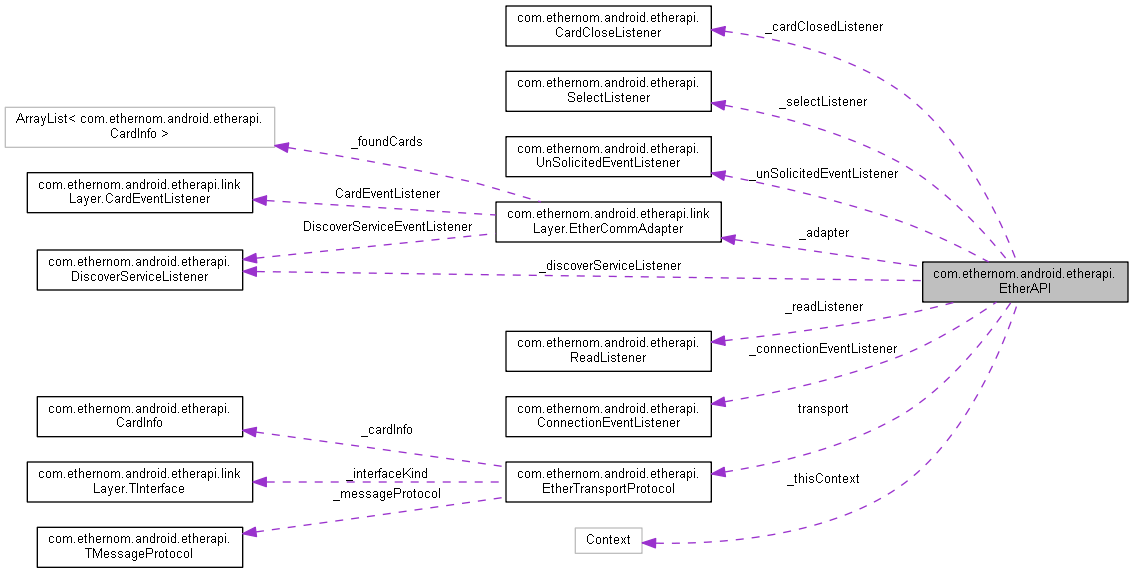 com.ethernom.android.etherapi.
CardCloseListener
_cardClosedListener
com.ethernom.android.etherapi.
SelectListener
_selectListener
ArrayList< com.ethernom.android.etherapi.
CardInfo >
_foundCards
com.ethernom.android.etherapi.
UnSolicitedEventListener
_unSolicitedEventListener
com.ethernom.android.etherapi.link
Layer.CardEventListener
CardEventListener
com.ethernom.android.etherapi.link
Layer.EtherCommAdapter
_adapter
DiscoverServiceEventListener
com.ethernom.android.etherapi.
DiscoverServiceListener
_discoverServiceListener
com.ethernom.android.etherapi.
EtherAPI
_readListener
com.ethernom.android.etherapi.
ReadListener
_connectionEventListener
com.ethernom.android.etherapi.
ConnectionEventListener
transport
com.ethernom.android.etherapi.
CardInfo
_cardInfo
com.ethernom.android.etherapi.link
Layer.TInterface
_interfaceKind
com.ethernom.android.etherapi.
EtherTransportProtocol
_messageProtocol
_thisContext
com.ethernom.android.etherapi.
TMessageProtocol
Context